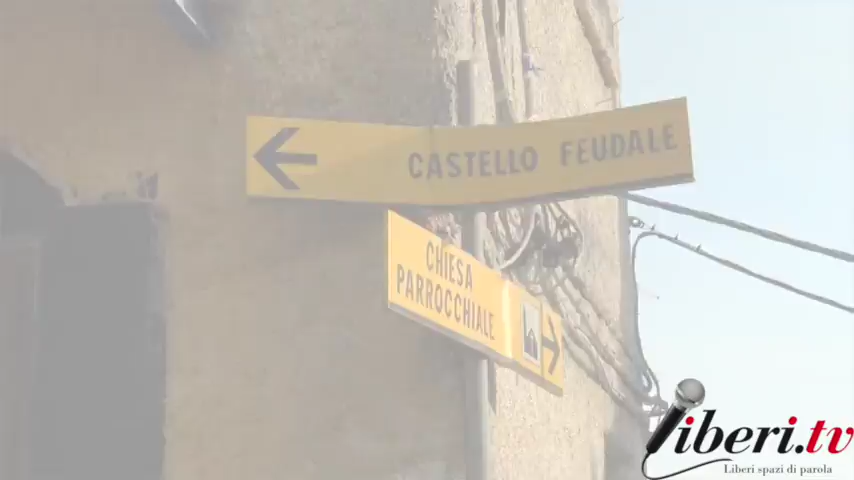 CASTELLO FEUDALE
CHIESA
PARROCCHIALE
liberi.tv
Liberi spazi di parola